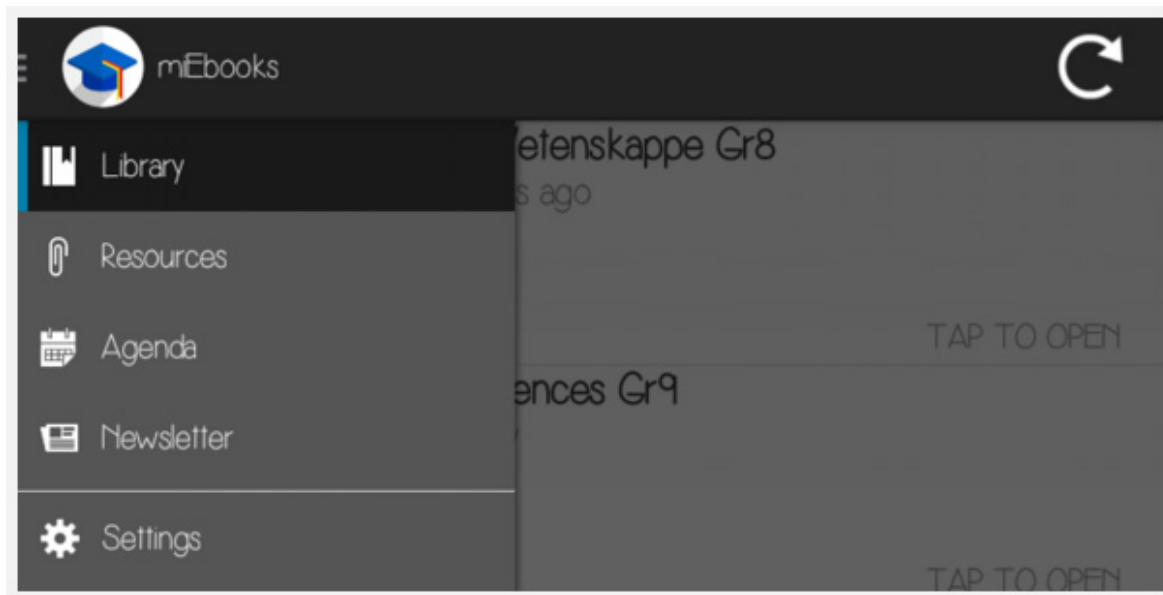 miEbooks
Library
Resources
Agenda
Newsletter
Settings
etenskappe Gr8
s ago
TAP TO OPEN
ences Gr9
TAP TO OPEN